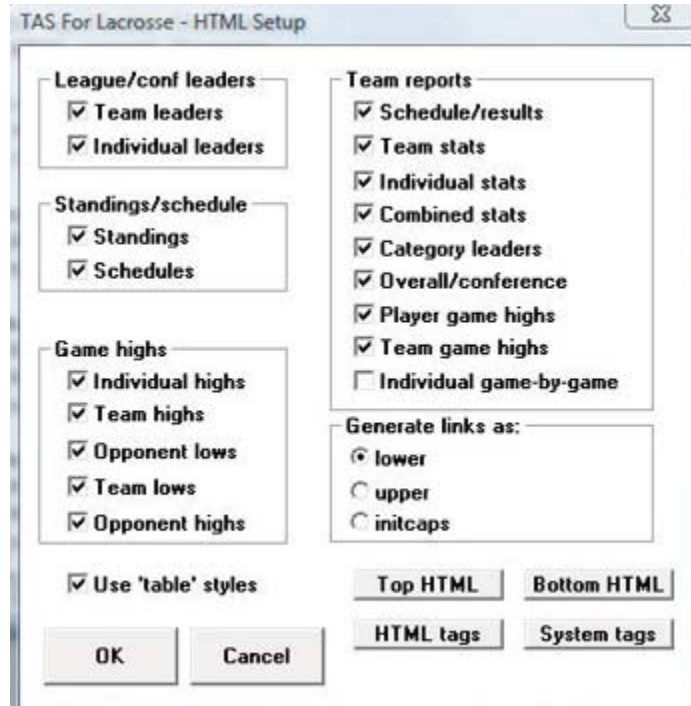 TAS For Lacrosse - HTML Setup
League/conf leaders
Team leaders
Individual leaders
Standings/schedule
Standings
Schedules
Game highs
Individual highs
Team highs
Opponent lows
Team lows
Opponent highs
Use 'table' styles
OK
Cancel
Team reports
Schedule/results
Team stats
Individual stats
Combined stats
Category leaders
Overall/conference
Player game highs
Team game highs
Individual game-by-game
Generate links as:
lower
upper
initcaps
Top HTML
Bottom HTML
HTML tags
System tags